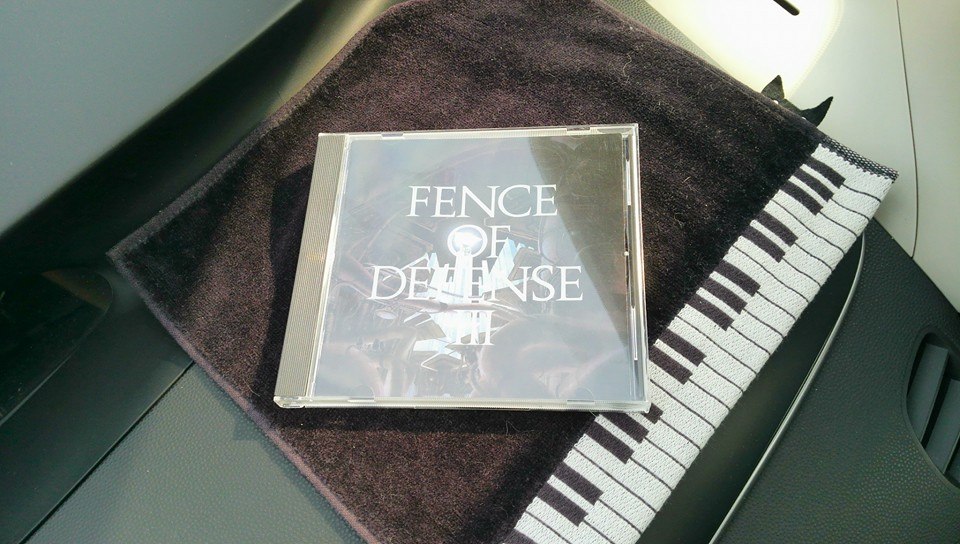 FENCE
OF
DEFENSE
III